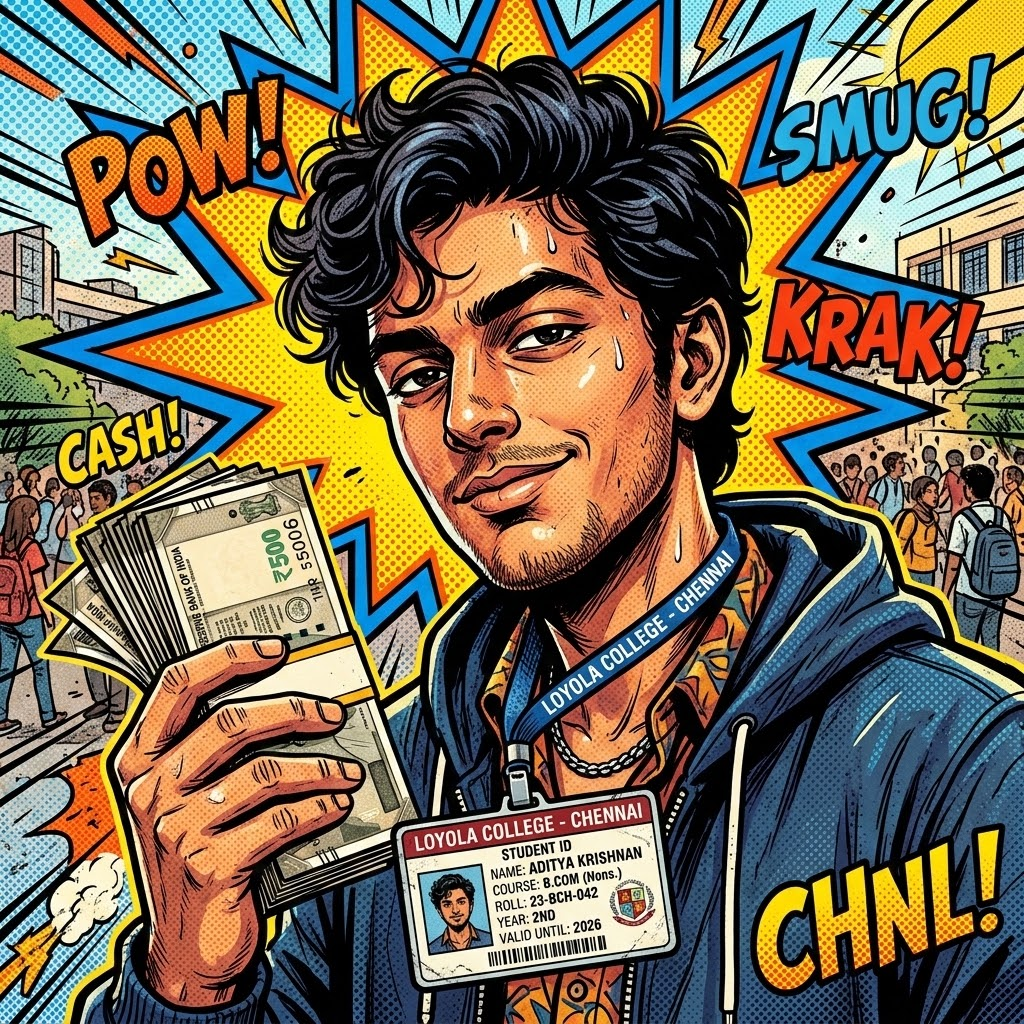 POW!
SMUG!
KRAK!
CASH!
₹500
LOYOLA COLLEGE - CHENNAI
LOYOLA COLLEGE - CHENNAI
STUDENT ID
NAME: ADITYA KRISHNAN
COURSE: B.COM (Nons.)
ROLL: 23-BCH-042
YEAR: 2ND
VALID UNTIL: 2026
CHNL!